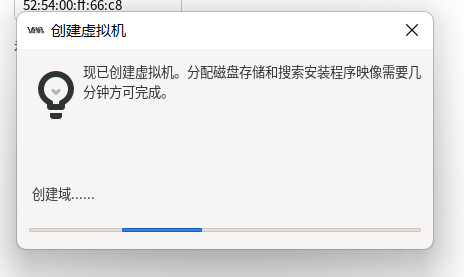 52:54:00:ff:66:c8
创建虚拟机
现已创建虚拟机。分配磁盘存储和搜索安装程序映像需要几
分钟方可完成。
创建域......